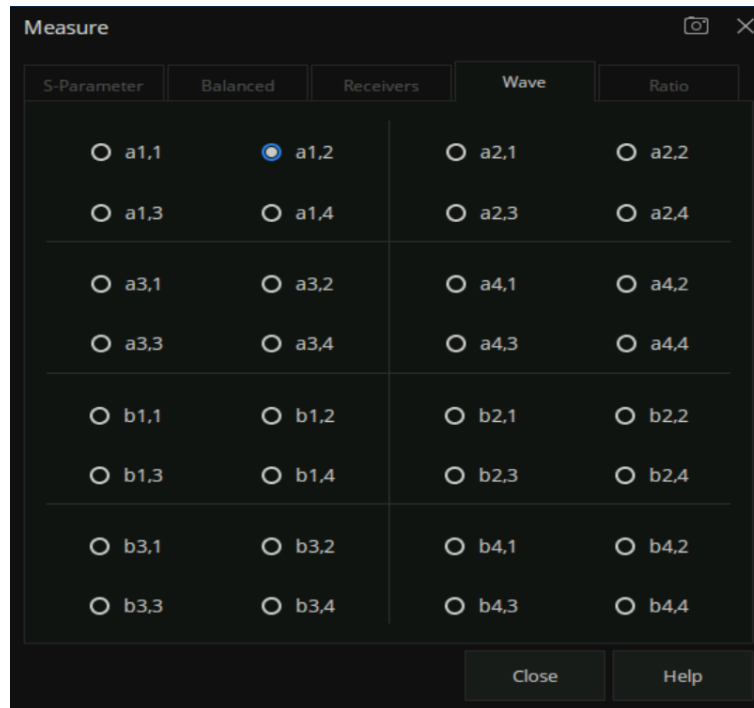 Measure
S-Parameter Balanced Receivers Wave Ratio
a1,1 a1,2 a2,1 a2,2
a1,3 a1,4 a2,3 a2,4
a3,1 a3,2 a4,1 a4,2
a3,3 a3,4 a4,3 a4,4
b1,1 b1,2 b2,1 b2,2
b1,3 b1,4 b2,3 b2,4
b3,1 b3,2 b4,1 b4,2
b3,3 b3,4 b4,3 b4,4
Close Help